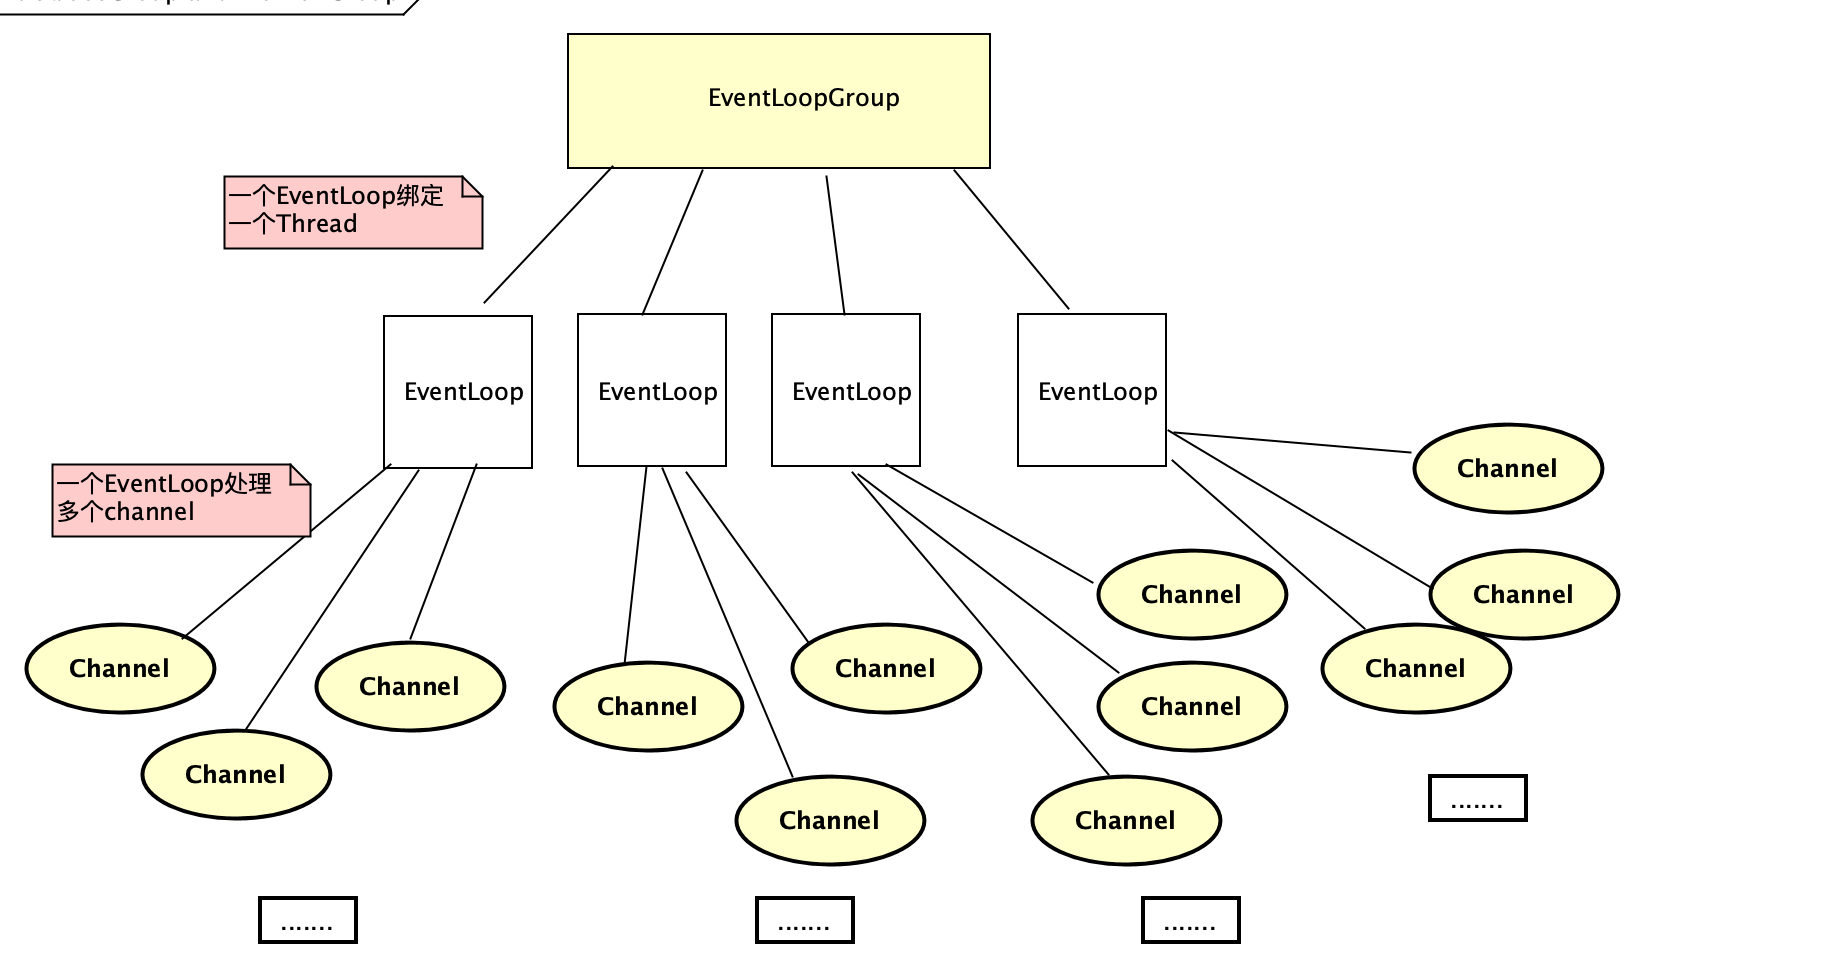 EventLoopGroup
一个EventLoop绑定
一个Thread
EventLoop
EventLoop
EventLoop
EventLoop
一个EventLoop处理
多个channel
Channel
Channel
Channel
Channel
Channel
Channel
Channel
Channel
Channel
Channel
Channel
Channel
.......
.......
.......
.......